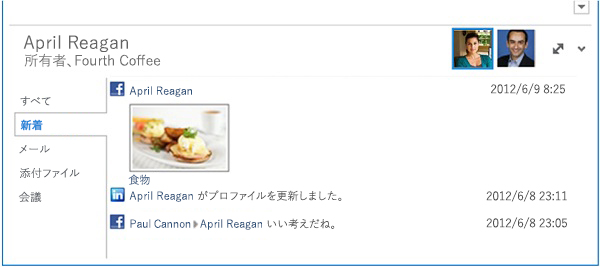 April Reagan
所有者、Fourth Coffee
すべて
新着
メール
添付ファイル
会議
April Reagan 2012/6/9 8:25
食物
April Reagan がプロファイルを更新しました。 2012/6/8 23:11
Paul Cannon▶April Reagan いい考えだね。 2012/6/8 23:05